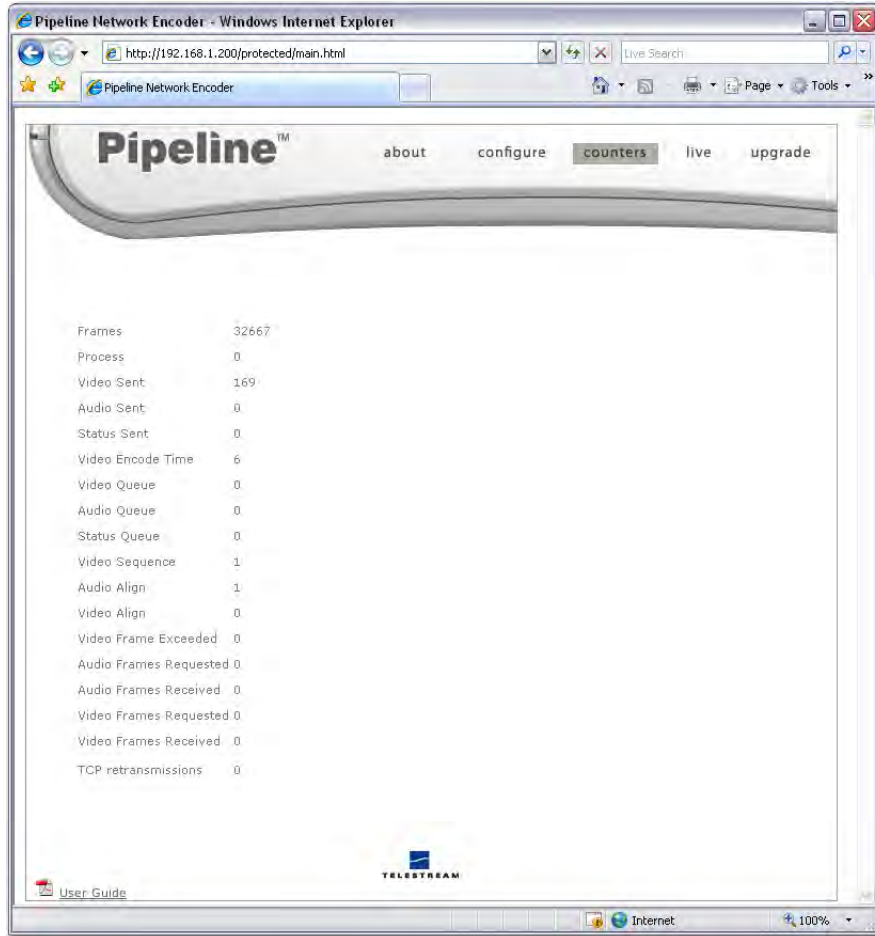 Pipeline Network Encoder - Windows Internet Explorer
http://192.168.1.200/protected/main.html
Live Search
Pipeline Network Encoder
Page
Tools
»
Pipeline™
about configure counters live upgrade
Frames 32667
Process 0
Video Sent 169
Audio Sent 0
Status Sent 0
Video Encode Time 6
Video Queue 0
Audio Queue 0
Status Queue 0
Video Sequence 1
Audio Align 1
Video Align 0
Video Frame Exceeded 0
Audio Frames Requested 0
Audio Frames Received 0
Video Frames Requested 0
Video Frames Received 0
TCP retransmissions 0
TELESTREAM
User Guide
Internet 100%